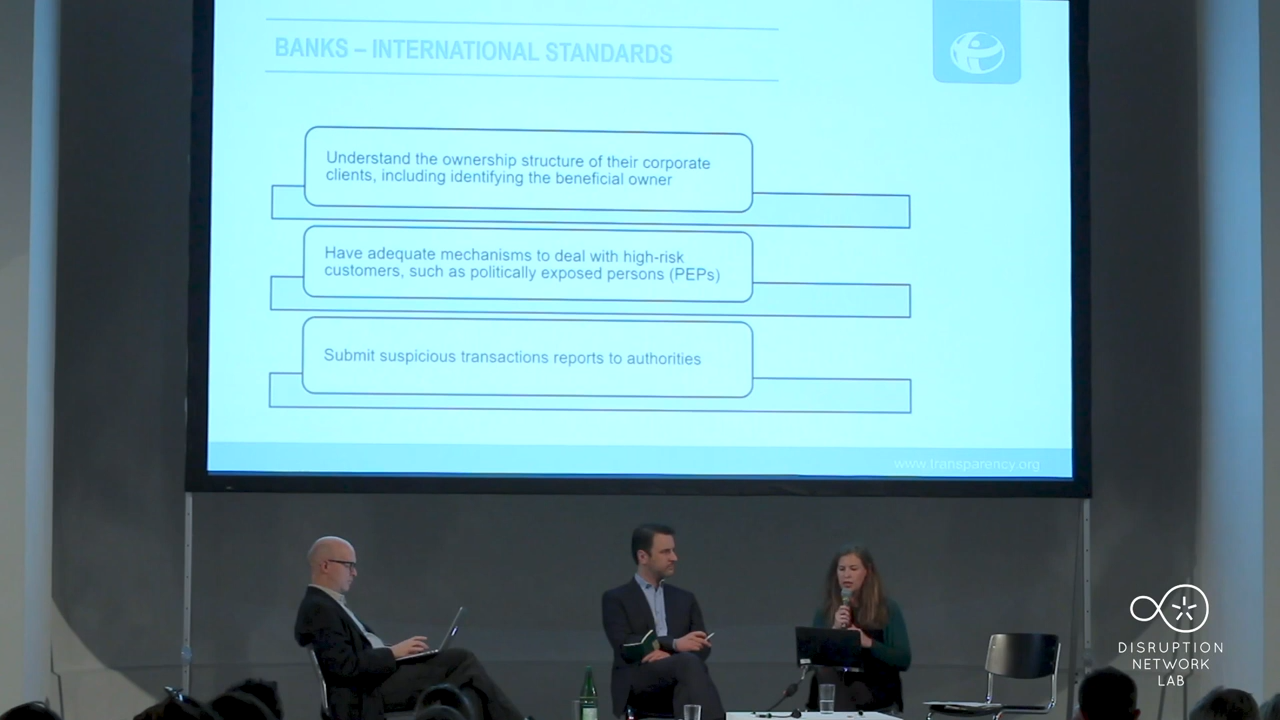 BANKS – INTERNATIONAL STANDARDS
Understand the ownership structure of their corporate
clients, including identifying the beneficial owner
Have adequate mechanisms to deal with high-risk
customers, such as politically exposed persons (PEPs)
Submit suspicious transactions reports to authorities
www.transparency.org
DISRUPTION
NETWORK
LAB